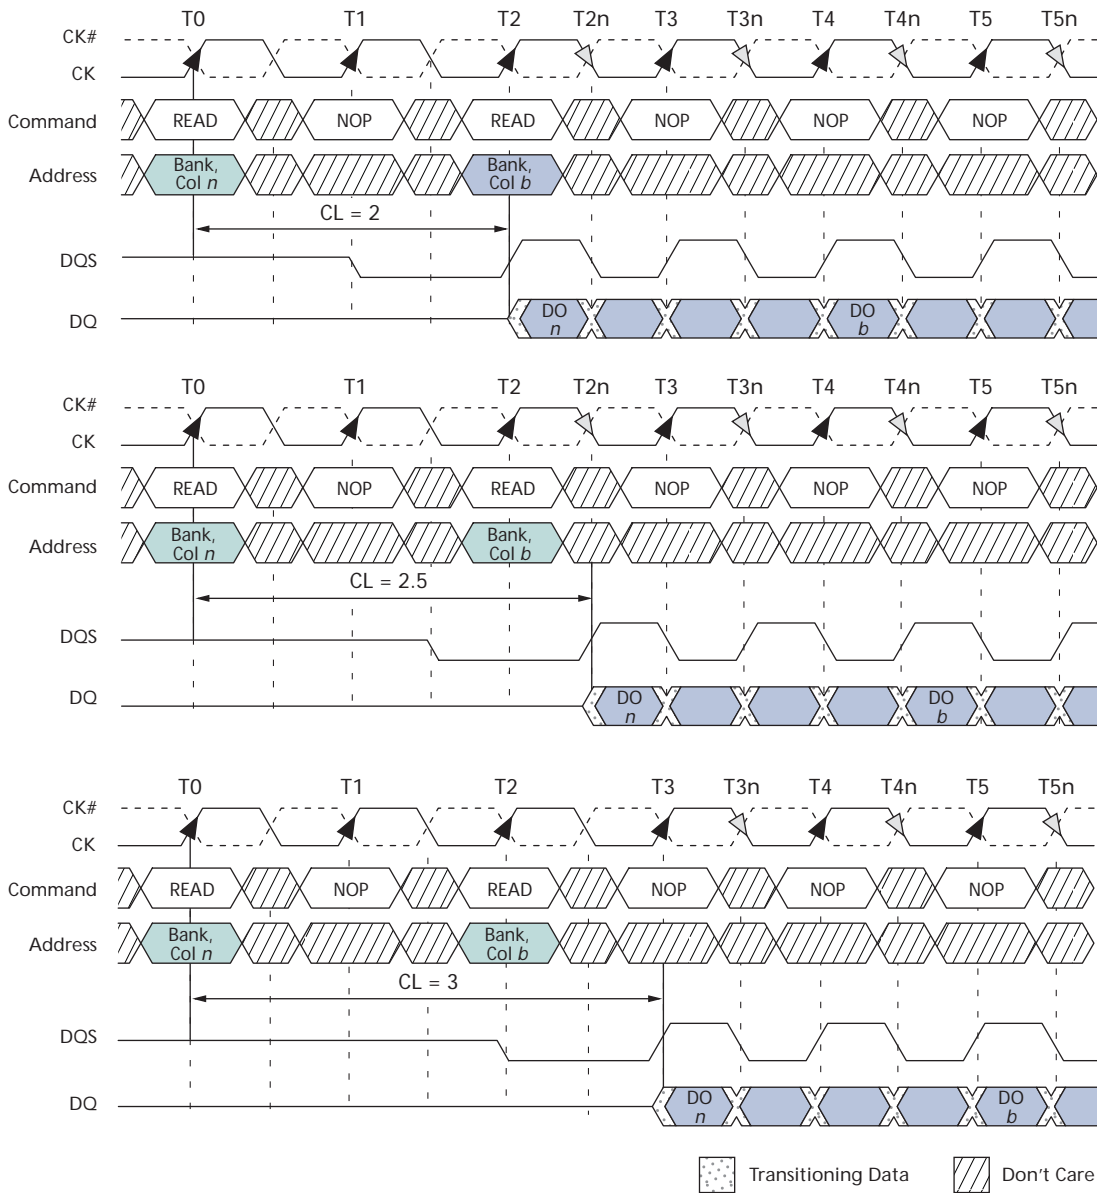 T0 T1 T2 T2n T3 T3n T4 T4n T5 T5n
CK#
CK
Command READ NOP READ NOP NOP NOP
Address Bank, Col n Bank, Col b
CL = 2
DQS
DQ DO n DO b
T0 T1 T2 T2n T3 T3n T4 T4n T5 T5n
CK#
CK
Command READ NOP READ NOP NOP NOP
Address Bank, Col n Bank, Col b
CL = 2.5
DQS
DQ DO n DO b
T0 T1 T2 T3 T3n T4 T4n T5 T5n
CK#
CK
Command READ NOP READ NOP NOP NOP
Address Bank, Col n Bank, Col b
CL = 3
DQS
DQ DO n DO b
Transitioning Data Don't Care